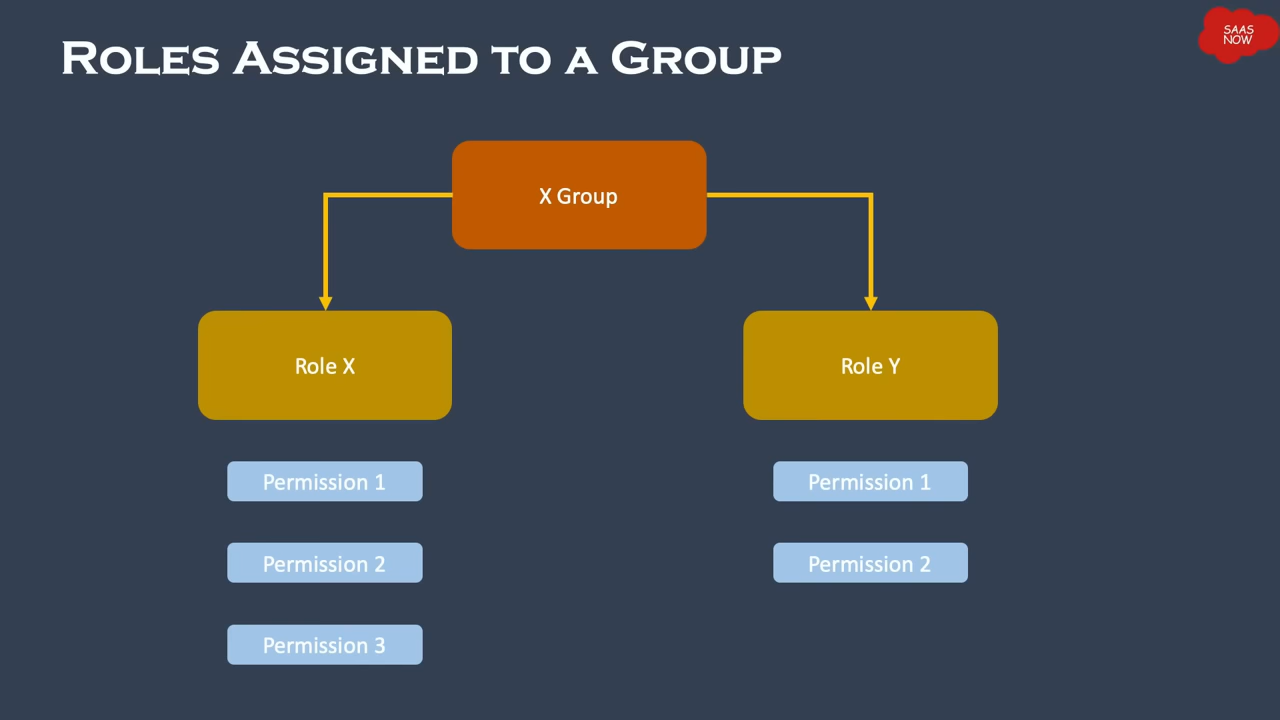 Roles Assigned to a Group
SAAS
NOW
X Group
Role X
Role Y
Permission 1
Permission 1
Permission 2
Permission 2
Permission 3